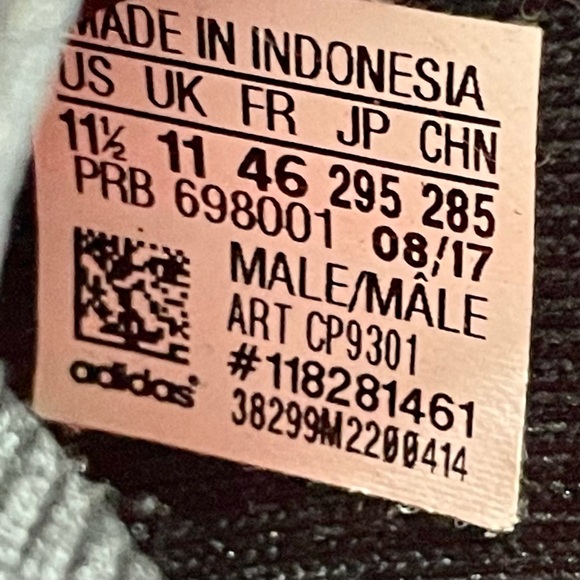 MADE IN INDONESIA
US UK FR JP CHN
11½ 11 46 295 285
PRB 698001 08/17
MALE/MÂLE
ART CP9301
#118281461
38299M2200414
adidas®